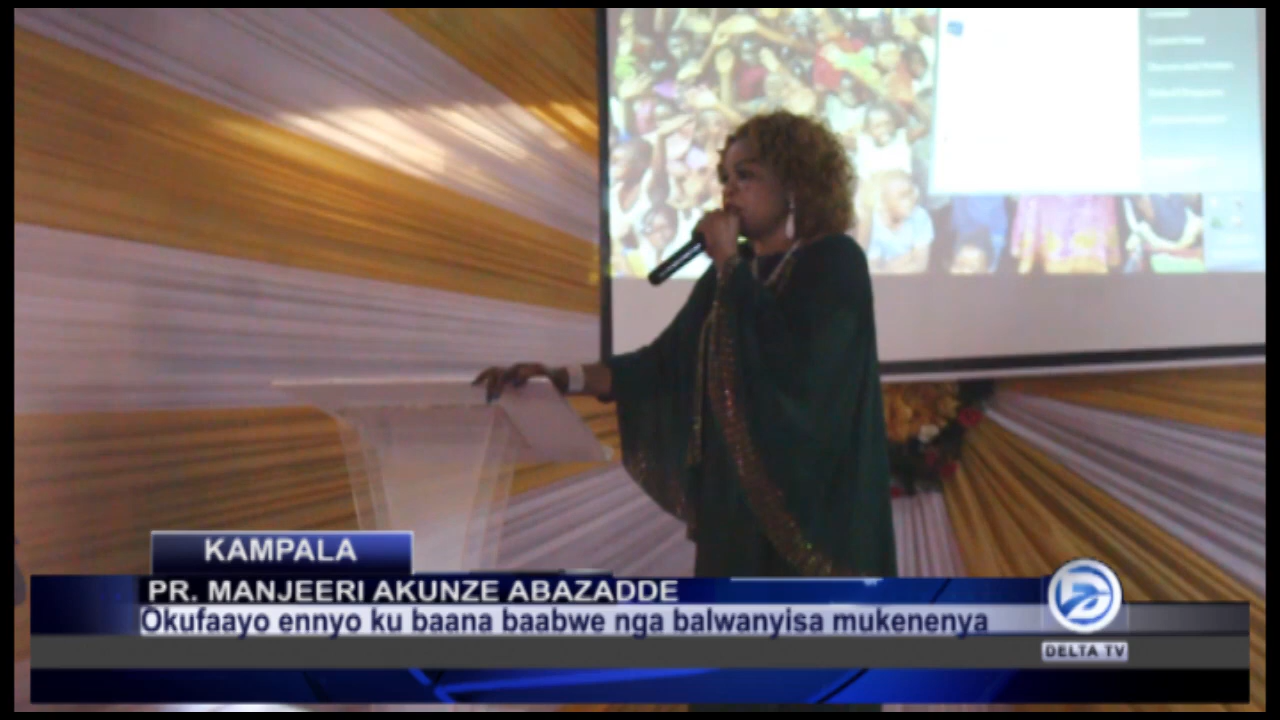 KAMPALA
PR. MANJEERI AKUNZE ABAZADDE
Okufaayo ennyo ku baana baabwe nga balwanyisa mukenenya
DELTA TV